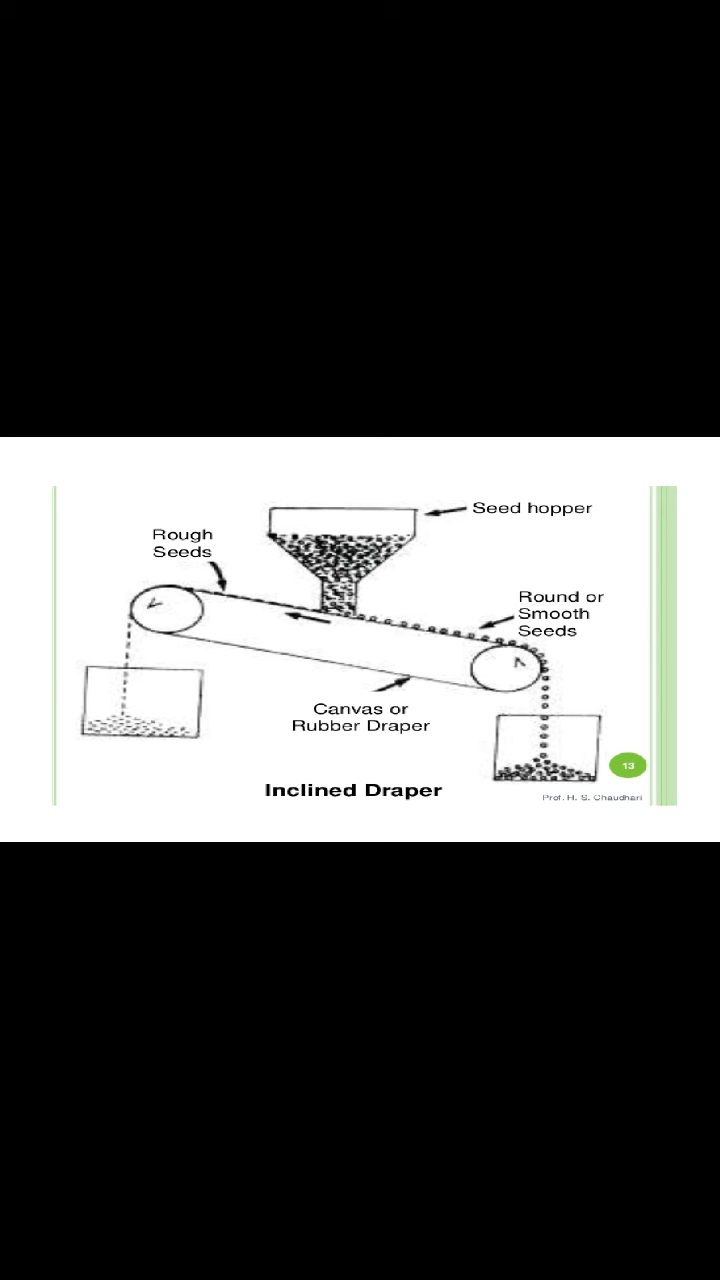 Seed hopper
Rough
Seeds
Round or
Smooth
Seeds
Canvas or
Rubber Draper
13
Inclined Draper
Prof. H. S. Chaudhari